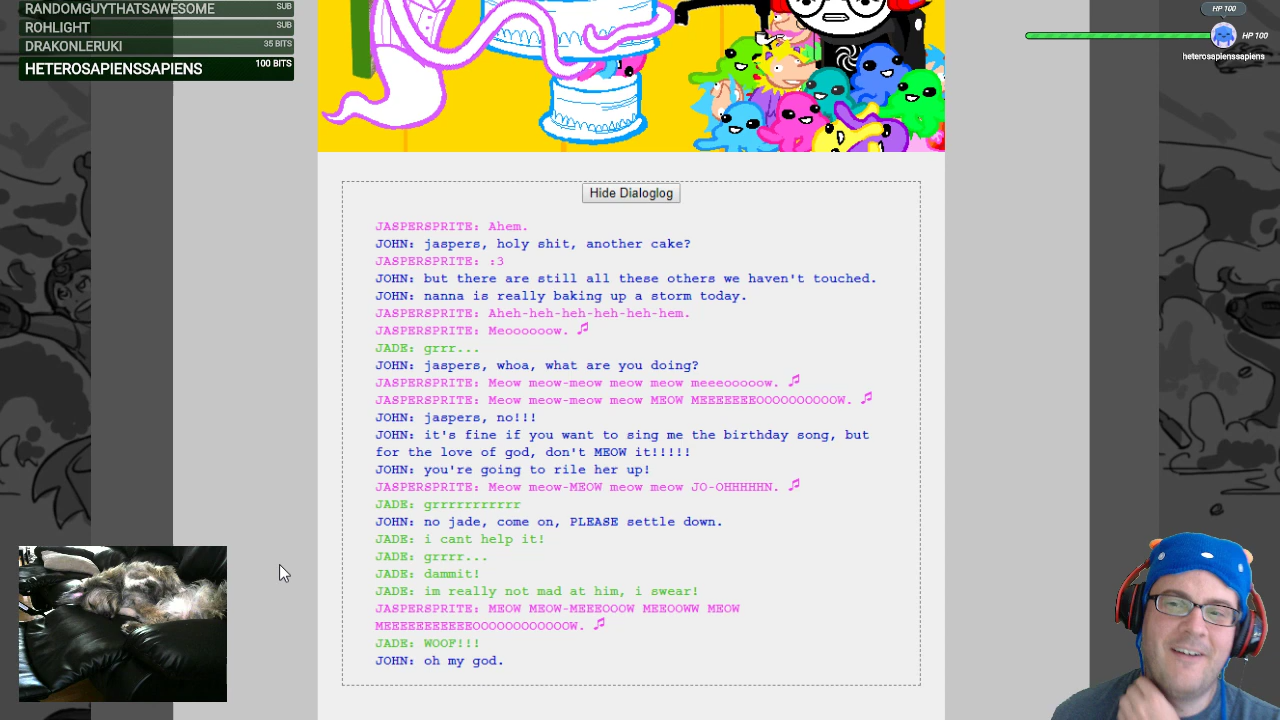 RANDOMGUYTHATSAWESOME SUB
ROHLIGHT SUB
DRAKONLERUKI 35 BITS
HETEROSAPIENSSAPIENS 100 BITS
HP 100
HP 100
heterosapienssapiens
Hide Dialoglog
JASPERSPRITE: Ahem.
JOHN: jaspers, holy shit, another cake?
JASPERSPRITE: :3
JOHN: but there are still all these others we haven't touched.
JOHN: nanna is really baking up a storm today.
JASPERSPRITE: Aheh-heh-heh-heh-heh-hem.
JASPERSPRITE: Meoooooow. ♫
JADE: grrr...
JOHN: jaspers, whoa, what are you doing?
JASPERSPRITE: Meow meow-meow meow meow meeeooooow. ♫
JASPERSPRITE: Meow meow-meow meow MEOW MEEEEEEEOOOOOOOOOOW. ♫
JOHN: jaspers, no!!!
JOHN: it's fine if you want to sing me the birthday song, but
for the love of god, don't MEOW it!!!!!
JOHN: you're going to rile her up!
JASPERSPRITE: Meow meow-MEOW meow meow JO-OHHHHHN. ♫
JADE: grrrrrrrrrrr
JOHN: no jade, come on, PLEASE settle down.
JADE: i cant help it!
JADE: grrrr...
JADE: dammit!
JADE: im really not mad at him, i swear!
JASPERSPRITE: MEOW MEOW-MEEEOOOW MEEOOWW MEOW
MEEEEEEEEEEEOOOOOOOOOOOOW. ♫
JADE: WOOF!!!
JOHN: oh my god.